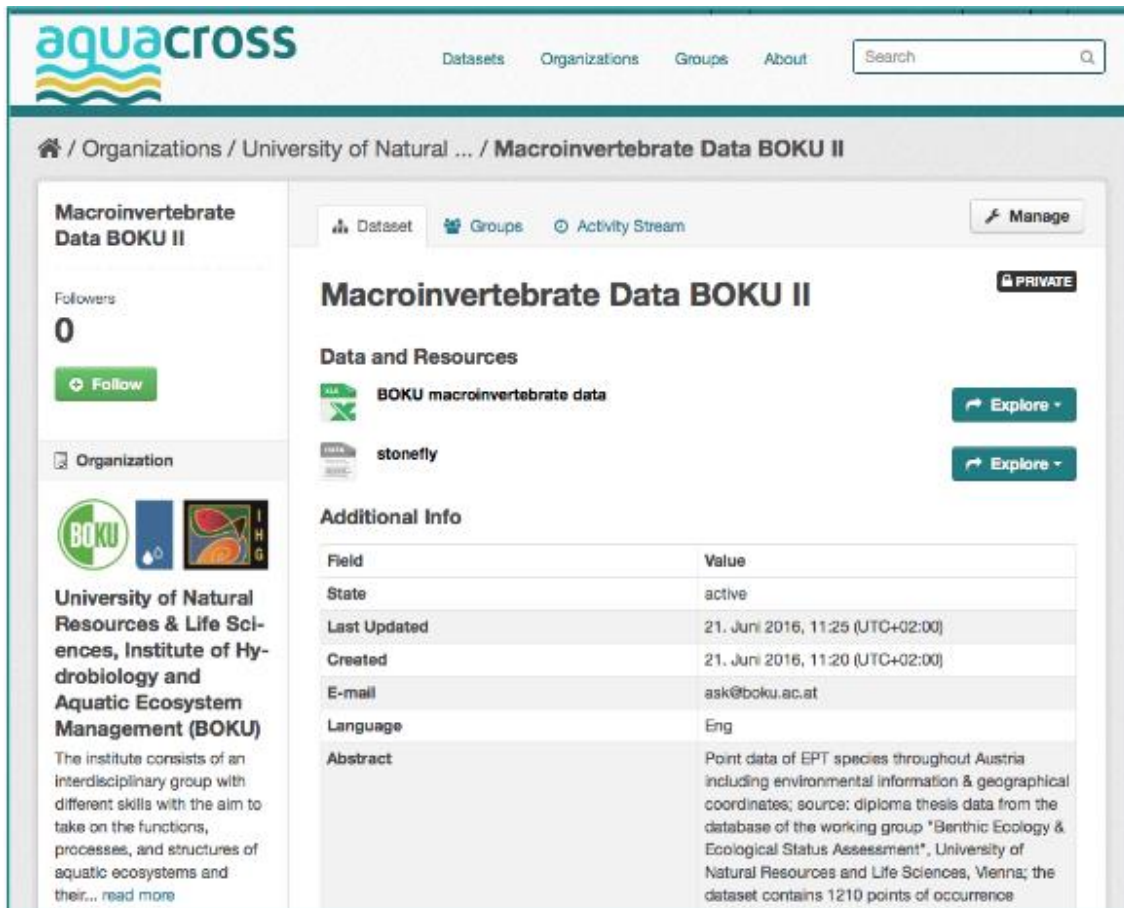 aquacross
Datasets Organizations Groups About Search
/ Organizations / University of Natural ... / Macroinvertebrate Data BOKU II
Macroinvertebrate
Data BOKU II
Followers
0
Follow
Organization
BOKU
IHG
University of Natural
Resources & Life Sci-
ences, Institute of Hy-
drobiology and
Aquatic Ecosystem
Management (BOKU)
The institute consists of an
interdisciplinary group with
different skills with the aim to
take on the functions,
processes, and structures of
aquatic ecosystems and
their... read more
Dataset Groups Activity Stream Manage
Macroinvertebrate Data BOKU II
PRIVATE
Data and Resources
XLS
BOKU macroinvertebrate data Explore
DATA
stonefly Explore
Additional Info
Field Value
State active
Last Updated 21. Juni 2016, 11:25 (UTC+02:00)
Created 21. Juni 2016, 11:20 (UTC+02:00)
E-mail ask@boku.ac.at
Language Eng
Abstract Point data of EPT species throughout Austria
including environmental information & geographical
coordinates; source: diploma thesis data from the
database of the working group "Benthic Ecology &
Ecological Status Assessment", University of
Natural Resources and Life Sciences, Vienna; the
dataset contains 1210 points of occurrence